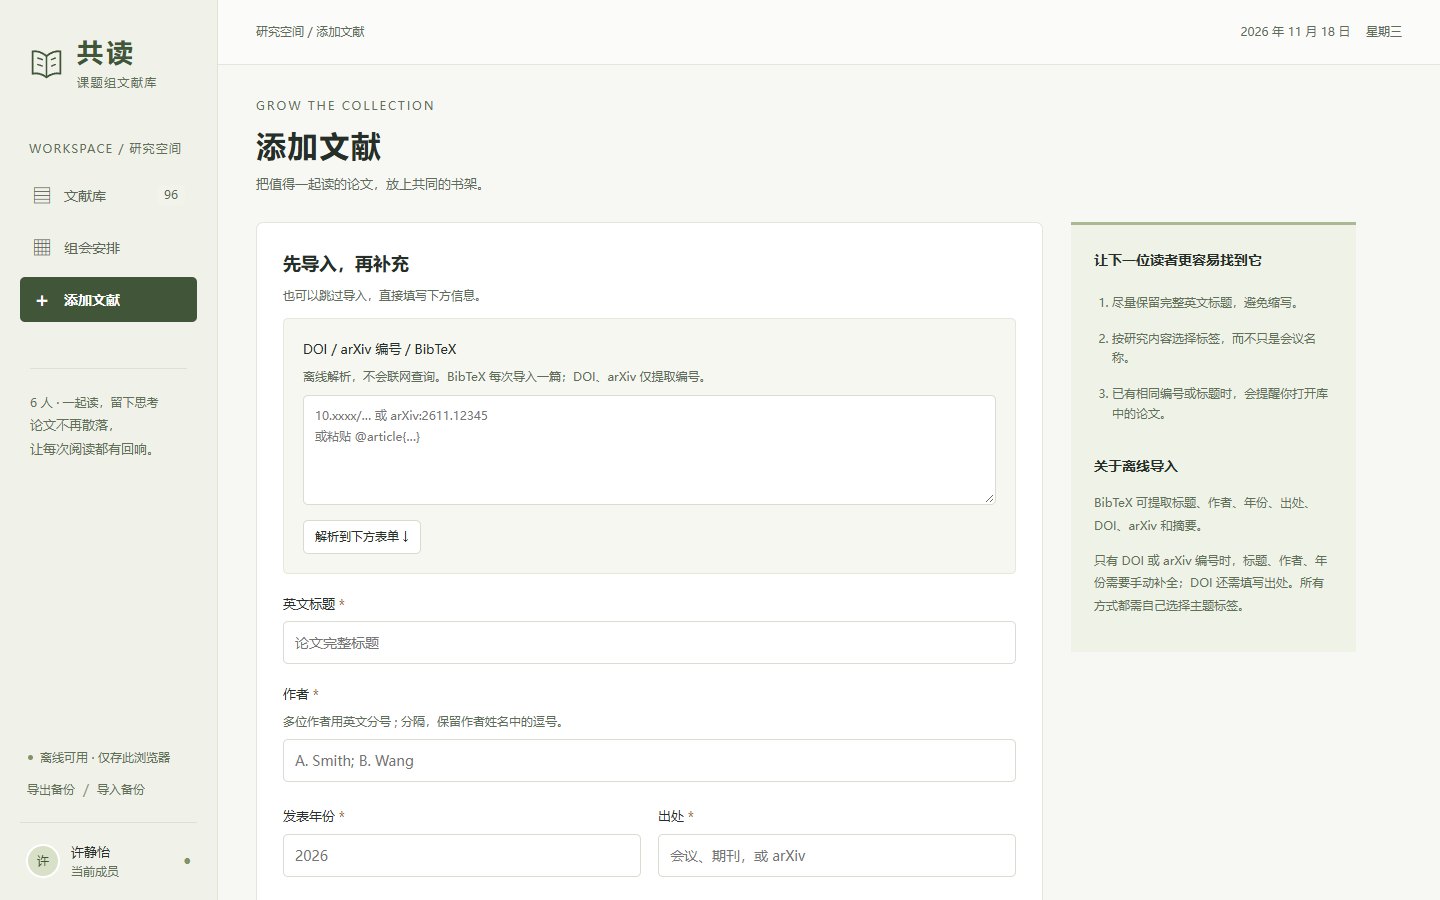 共读
课题组文献库
WORKSPACE / 研究空间
文献库 96
组会安排
+ 添加文献
6 人 · 一起读，留下思考
论文不再散落，
让每次阅读都有回响。
• 离线可用 · 仅存此浏览器
导出备份 / 导入备份
许
许静怡
当前成员
研究空间 / 添加文献
2026 年 11 月 18 日 星期三
GROW THE COLLECTION
添加文献
把值得一起读的论文，放上共同的书架。
先导入，再补充
也可以跳过导入，直接填写下方信息。
DOI / arXiv 编号 / BibTeX
离线解析，不会联网查询。BibTeX 每次导入一篇；DOI、arXiv 仅提取编号。
10.xxxx/... 或 arXiv:2611.12345
或粘贴 @article{...}
解析到下方表单 ↓
英文标题 *
论文完整标题
作者 *
多位作者用英文分号 ; 分隔，保留作者姓名中的逗号。
A. Smith; B. Wang
发表年份 *
2026
出处 *
会议、期刊，或 arXiv
让下一位读者更容易找到它
1. 尽量保留完整英文标题，避免缩写。
2. 按研究内容选择标签，而不只是会议名
称。
3. 已有相同编号或标题时，会提醒你打开库
中的论文。
关于离线导入
BibTeX 可提取标题、作者、年份、出处、
DOI、arXiv 和摘要。
只有 DOI 或 arXiv 编号时，标题、作者、年
份需要手动补全；DOI 还需填写出处。所有
方式都需自己选择主题标签。